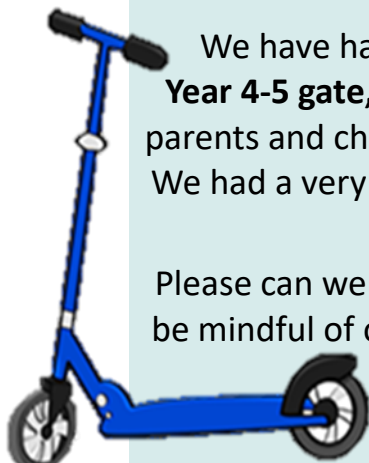 We have ha
Year 4-5 gate,
parents and ch
We had a very
Please can we
be mindful of